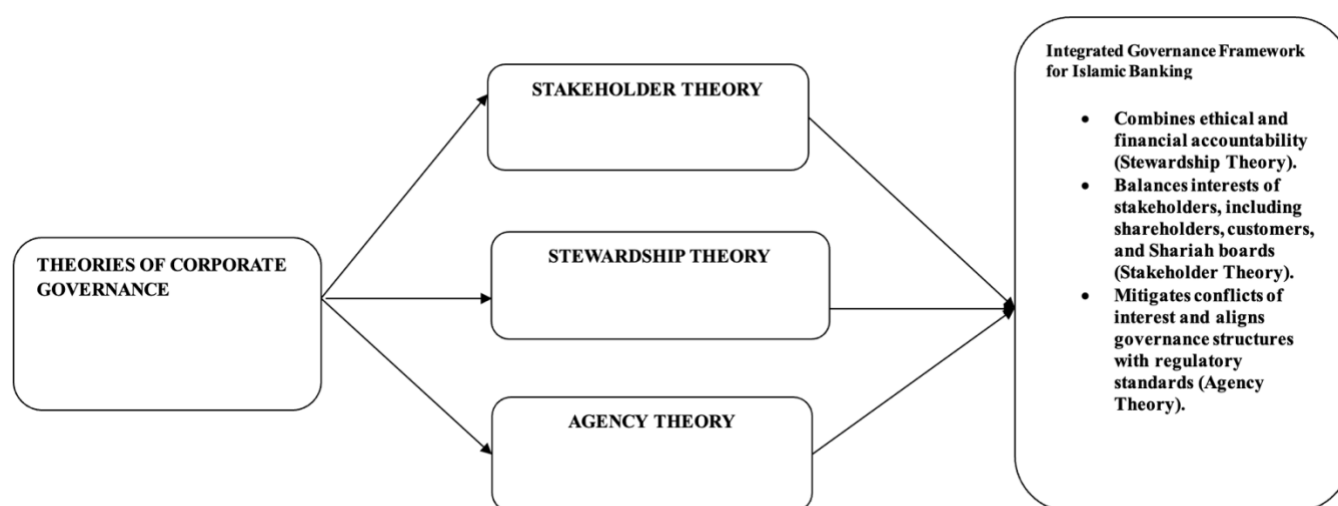 THEORIES OF CORPORATE
GOVERNANCE
STAKEHOLDER THEORY
STEWARDSHIP THEORY
AGENCY THEORY
Integrated Governance Framework
for Islamic Banking
• Combines ethical and
financial accountability
(Stewardship Theory).
• Balances interests of
stakeholders, including
shareholders, customers,
and Shariah boards
(Stakeholder Theory).
• Mitigates conflicts of
interest and aligns
governance structures
with regulatory
standards (Agency
Theory).